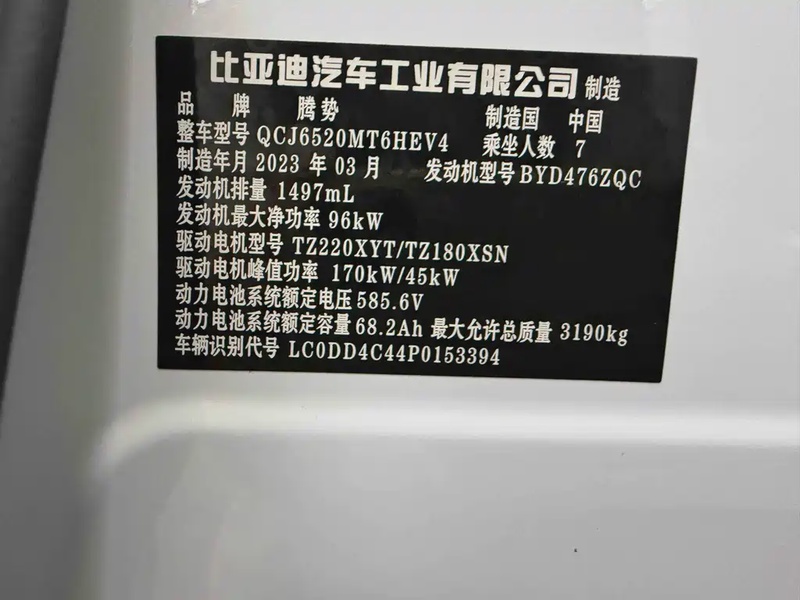 比亚迪汽车工业有限公司 制造
品 牌 腾势 制造国 中国
整车型号 QCJ6520MT6HEV4 乘坐人数 7
制造年月 2023 年 03 月 发动机型号 BYD476ZQC
发动机排量 1497mL
发动机最大净功率 96kW
驱动电机型号 TZ220XYT/TZ180XSN
驱动电机峰值功率 170kW/45kW
动力电池系统额定电压 585.6V
动力电池系统额定容量 68.2Ah 最大允许总质量 3190kg
车辆识别代号 LC0DD4C44P0153394